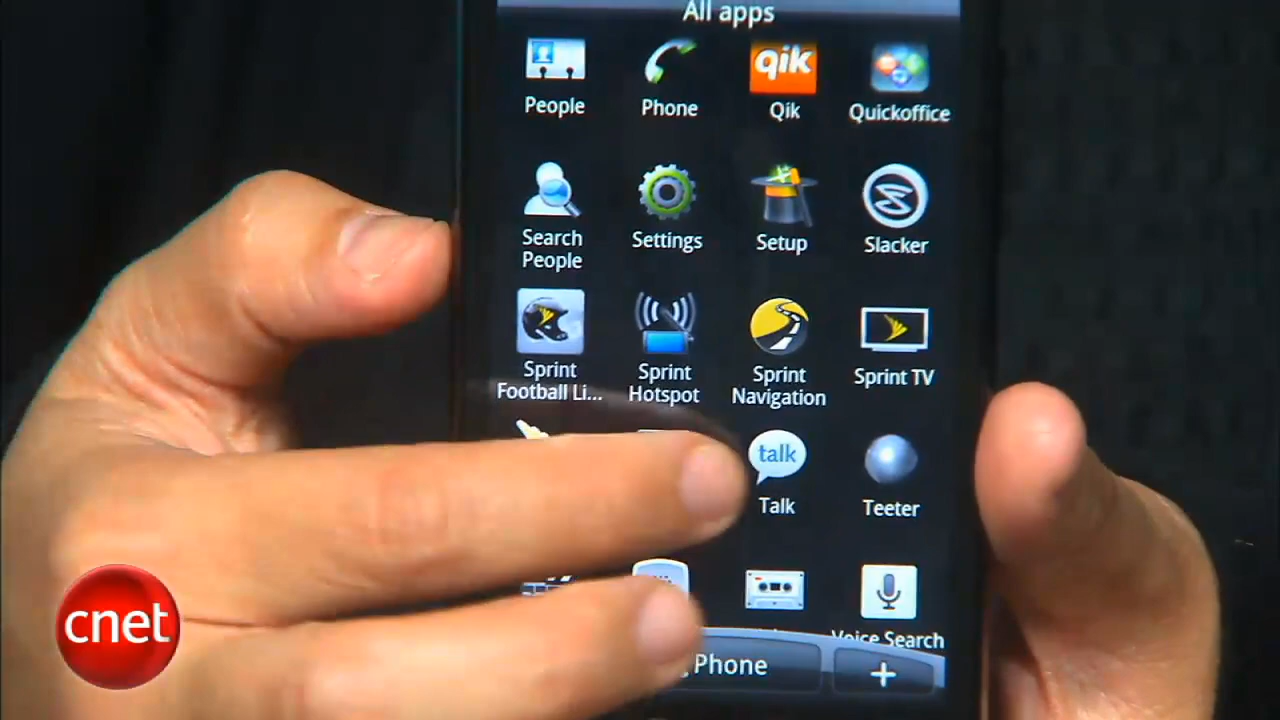 All apps
qik
People
Phone
Qik
Quickoffice
Search
People
Settings
Setup
Slacker
Sprint
Football Li...
Sprint
Hotspot
Sprint
Navigation
Sprint TV
talk
Talk
Teeter
Voice Search
Phone
+
cnet